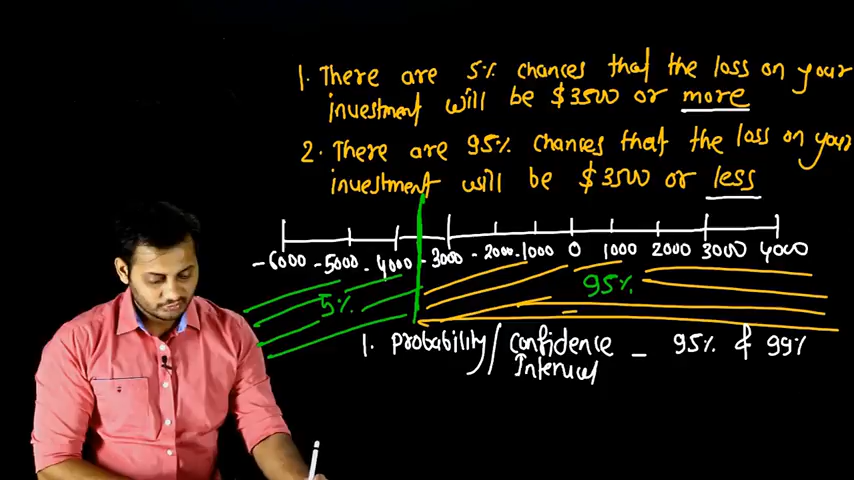 1. There are 5% chances that the loss on your
investment will be $3500 or more
2. There are 95% chances that the loss on your
investment will be $3500 or less
-6000 -5000 -4000 -3000 -2000 -1000 0 1000 2000 3000 4000
5% 95%
1. Probability/ Confidence - 95% & 99%
Interval